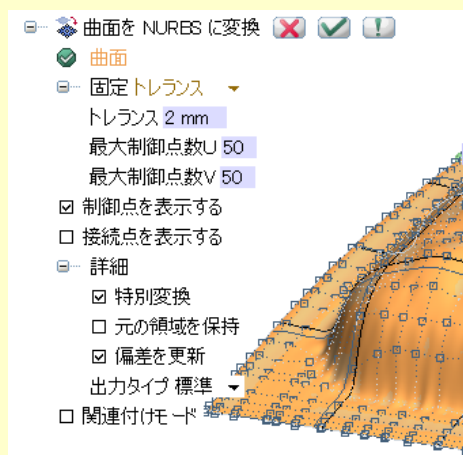 曲面を NURBS に変換
曲面
固定 トレランス
トレランス 2 mm
最大制御点数U 50
最大制御点数V 50
制御点を表示する
接続点を表示する
詳細
特別変換
元の領域を保持
偏差を更新
出力タイプ 標準
関連付けモード